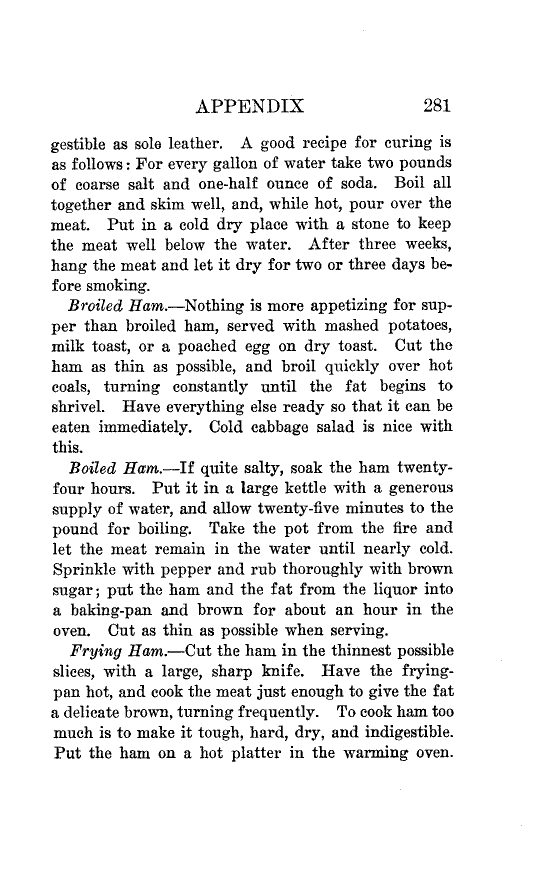 APPENDIX 281
gestible as sole leather. A good recipe for curing is
as follows: For every gallon of water take two pounds
of coarse salt and one-half ounce of soda. Boil all
together and skim well, and, while hot, pour over the
meat. Put in a cold dry place with a stone to keep
the meat well below the water. After three weeks,
hang the meat and let it dry for two or three days be-
fore smoking.
Broiled Ham.—Nothing is more appetizing for sup-
per than broiled ham, served with mashed potatoes,
milk toast, or a poached egg on dry toast. Cut the
ham as thin as possible, and broil quickly over hot
coals, turning constantly until the fat begins to
shrivel. Have everything else ready so that it can be
eaten immediately. Cold cabbage salad is nice with
this.
Boiled Ham.—If quite salty, soak the ham twenty-
four hours. Put it in a large kettle with a generous
supply of water, and allow twenty-five minutes to the
pound for boiling. Take the pot from the fire and
let the meat remain in the water until nearly cold.
Sprinkle with pepper and rub thoroughly with brown
sugar; put the ham and the fat from the liquor into
a baking-pan and brown for about an hour in the
oven. Cut as thin as possible when serving.
Frying Ham.—Cut the ham in the thinnest possible
slices, with a large, sharp knife. Have the frying-
pan hot, and cook the meat just enough to give the fat
a delicate brown, turning frequently. To cook ham too
much is to make it tough, hard, dry, and indigestible.
Put the ham on a hot platter in the warming oven.